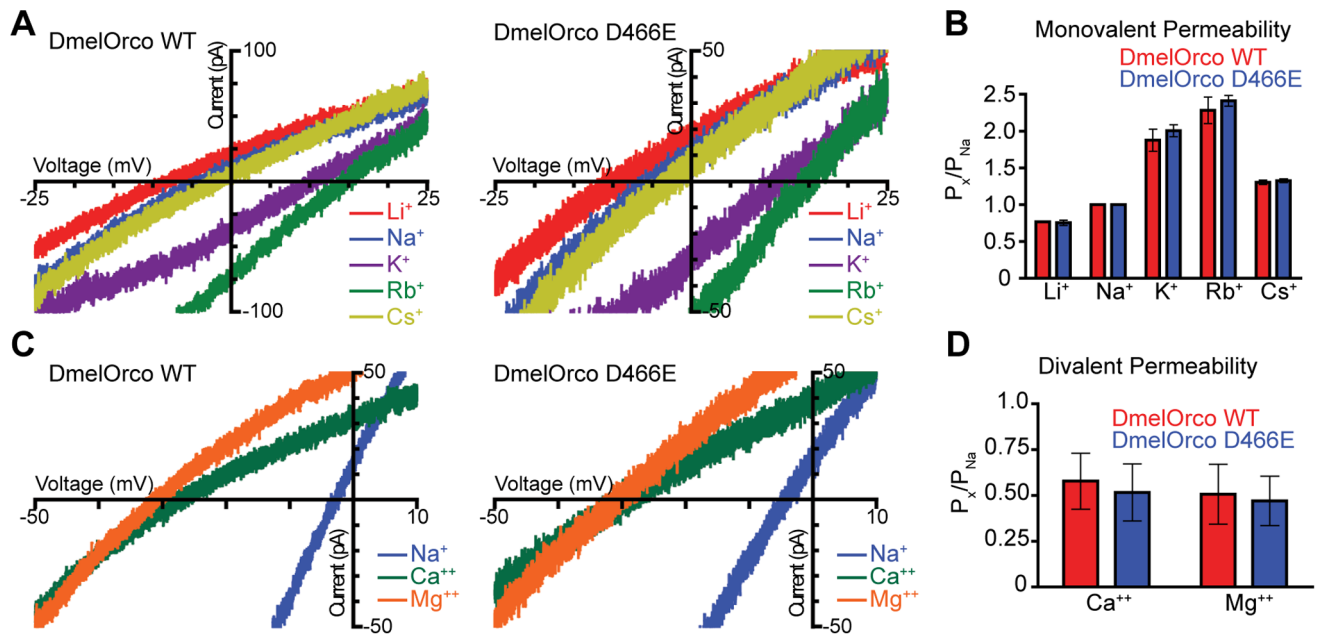 A
DmelOrco WT
100
Current (pA)
Voltage (mV)
-25
25
-100
Li⁺
Na⁺
K⁺
Rb⁺
Cs⁺
DmelOrco D466E
50
Current (pA)
Voltage (mV)
-25
25
-50
Li⁺
Na⁺
K⁺
Rb⁺
Cs⁺
B
Monovalent Permeability
DmelOrco WT
DmelOrco D466E
Pₓ/P_Na
2.5
2.0
1.5
1.0
0.5
0
Li⁺ Na⁺ K⁺ Rb⁺ Cs⁺
C
DmelOrco WT
50
Voltage (mV)
-50
10
Current (pA)
-50
Na⁺
Ca⁺⁺
Mg⁺⁺
DmelOrco D466E
50
Voltage (mV)
-50
10
Current (pA)
-50
Na⁺
Ca⁺⁺
Mg⁺⁺
D
Divalent Permeability
DmelOrco WT
DmelOrco D466E
Pₓ/P_Na
1.0
0.75
0.50
0.25
0
Ca⁺⁺ Mg⁺⁺